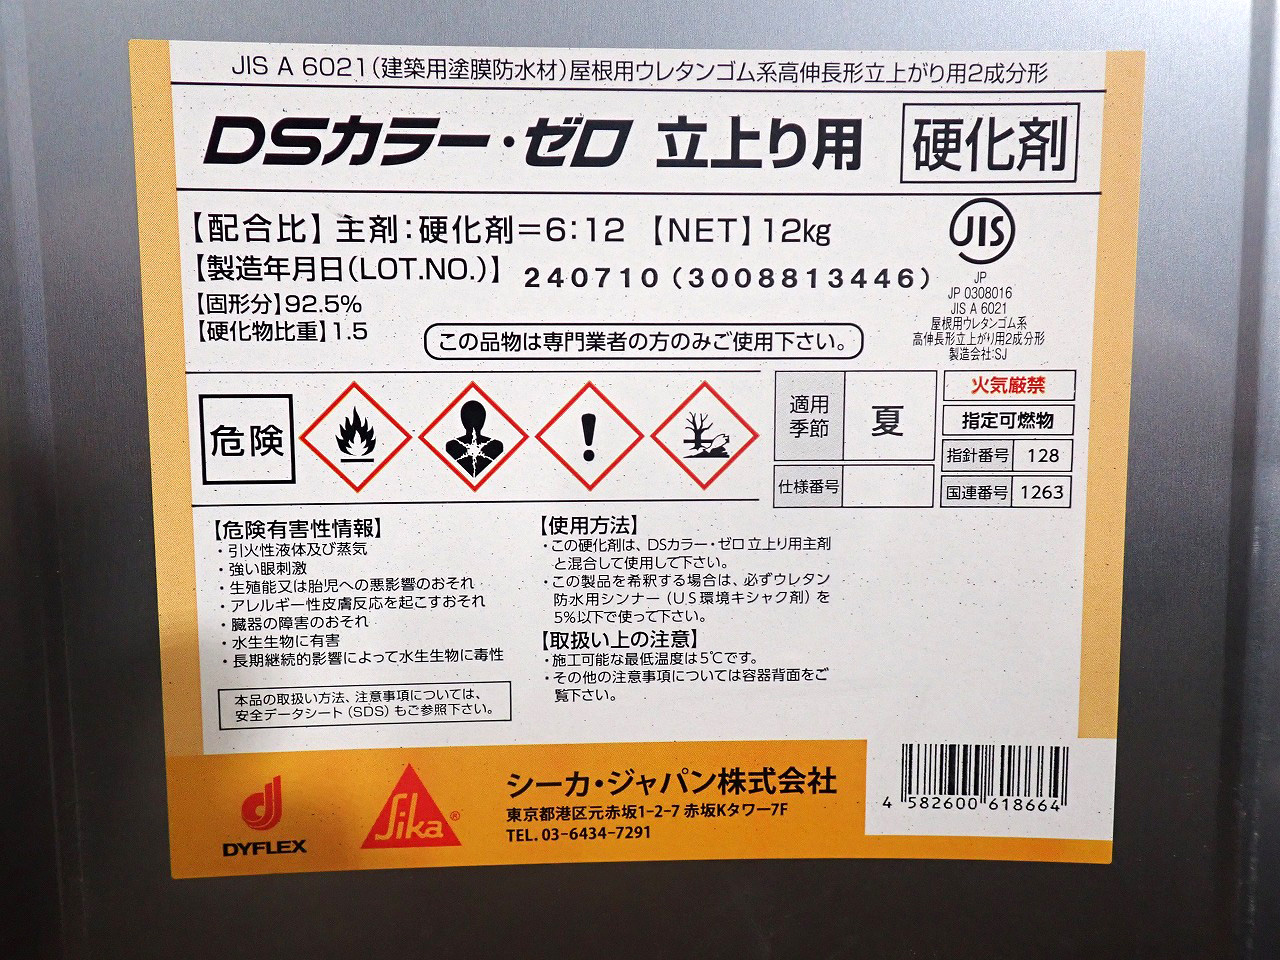 JIS A 6021(建築用塗膜防水材)屋根用ウレタンゴム系高伸長形立上がり用2成分形
DSカラー・ゼロ 立上り用 硬化剤
【配合比】主剤:硬化剤=6:12 【NET】12kg
【製造年月日(LOT.NO.)】 240710(3008813446)
【固形分】92.5%
【硬化物比重】1.5
この品物は専門業者の方のみご使用下さい。
JIS
JP
JP 0308016
JIS A 6021
屋根用ウレタンゴム系
高伸長形立上がり用2成分形
製造会社:SJ
危険
適用季節 夏
仕様番号
火気厳禁
指定可燃物
指針番号 128
国連番号 1263
【危険有害性情報】
・引火性液体及び蒸気
・強い眼刺激
・生殖能又は胎児への悪影響のおそれ
・アレルギー性皮膚反応を起こすおそれ
・臓器の障害のおそれ
・水生生物に有害
・長期継続的影響によって水生生物に毒性
本品の取扱い方法、注意事項については、
安全データシート(SDS)もご参照下さい。
【使用方法】
・この硬化剤は、DSカラー・ゼロ 立上り用主剤
と混合して使用して下さい。
・この製品を希釈する場合は、必ずウレタン
防水用シンナー(US環境キシャク剤)を
5%以下で使って下さい。
【取扱い上の注意】
・施工可能な最低温度は5℃です。
・その他の注意事項については容器背面をご
覧下さい。
DYFLEX
Sika®
シーカ・ジャパン株式会社
東京都港区元赤坂1-2-7 赤坂Kタワー7F
TEL. 03-6434-7291
4 582600 618664